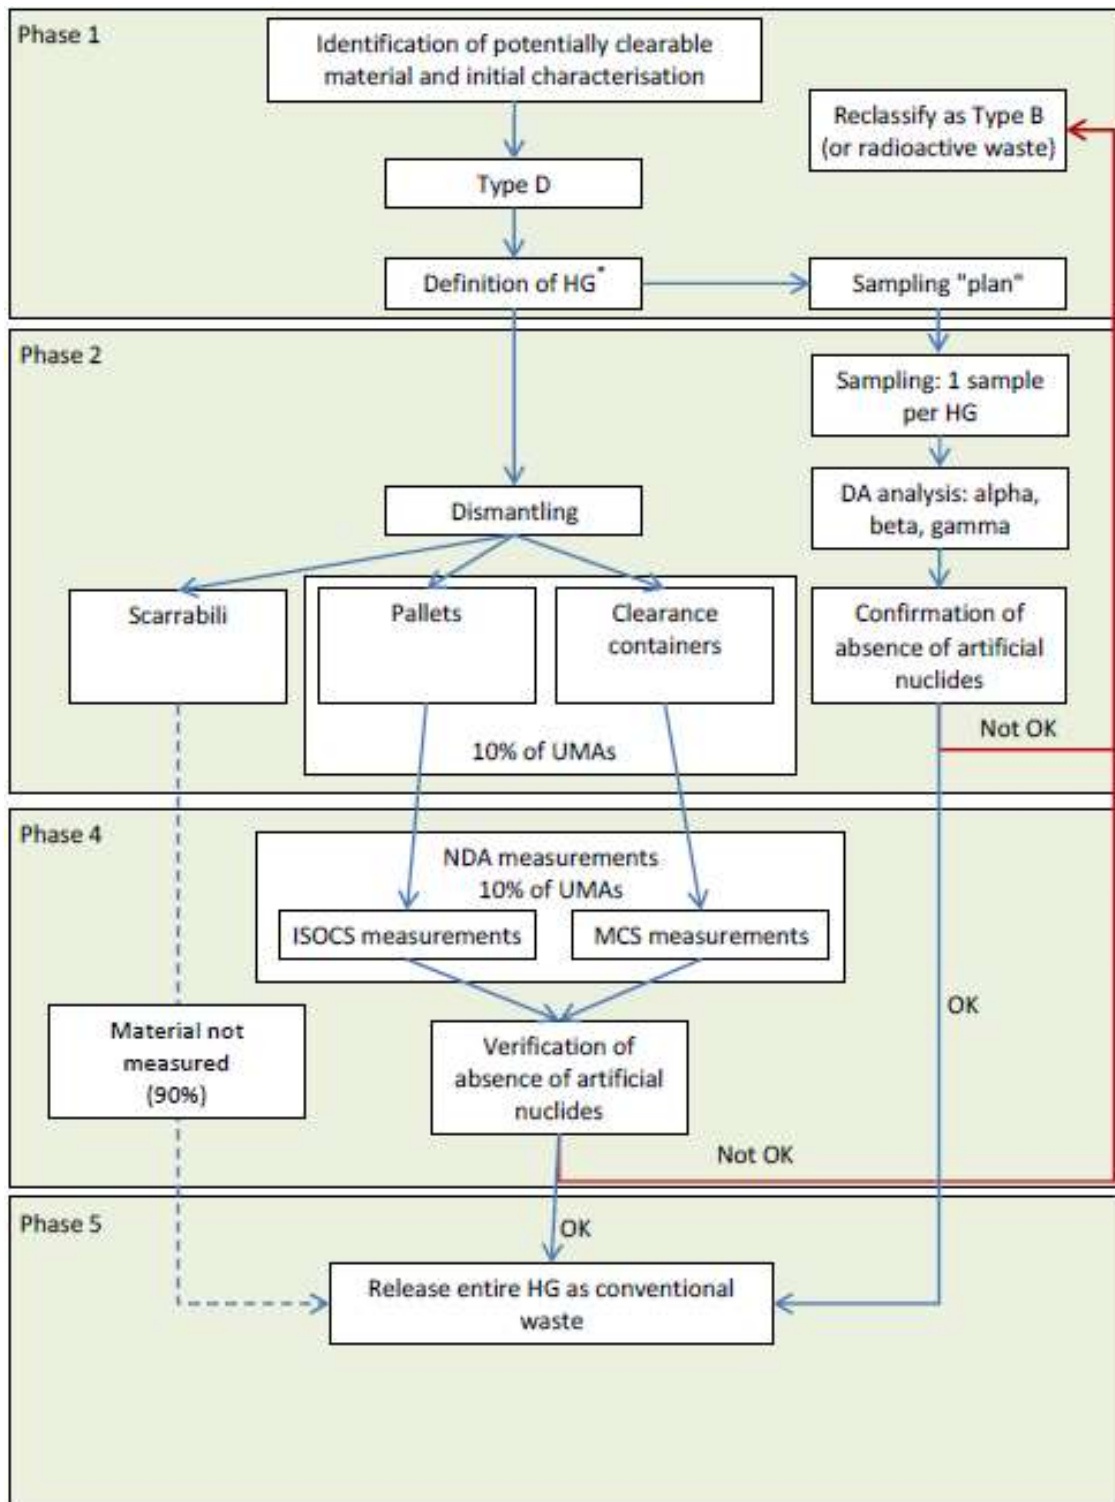 Phase 1
Identification of potentially clearable
material and initial characterisation
Reclassify as Type B
(or radioactive waste)
Type D
Definition of HG*
Sampling "plan"
Phase 2
Sampling: 1 sample
per HG
DA analysis: alpha,
beta, gamma
Dismantling
Scarrabili
Pallets
Clearance
containers
Confirmation of
absence of artificial
nuclides
10% of UMAs
Not OK
Phase 4
NDA measurements
10% of UMAs
ISOCS measurements
MCS measurements
OK
Material not
measured
(90%)
Verification of
absence of artificial
nuclides
Not OK
Phase 5
OK
Release entire HG as conventional
waste